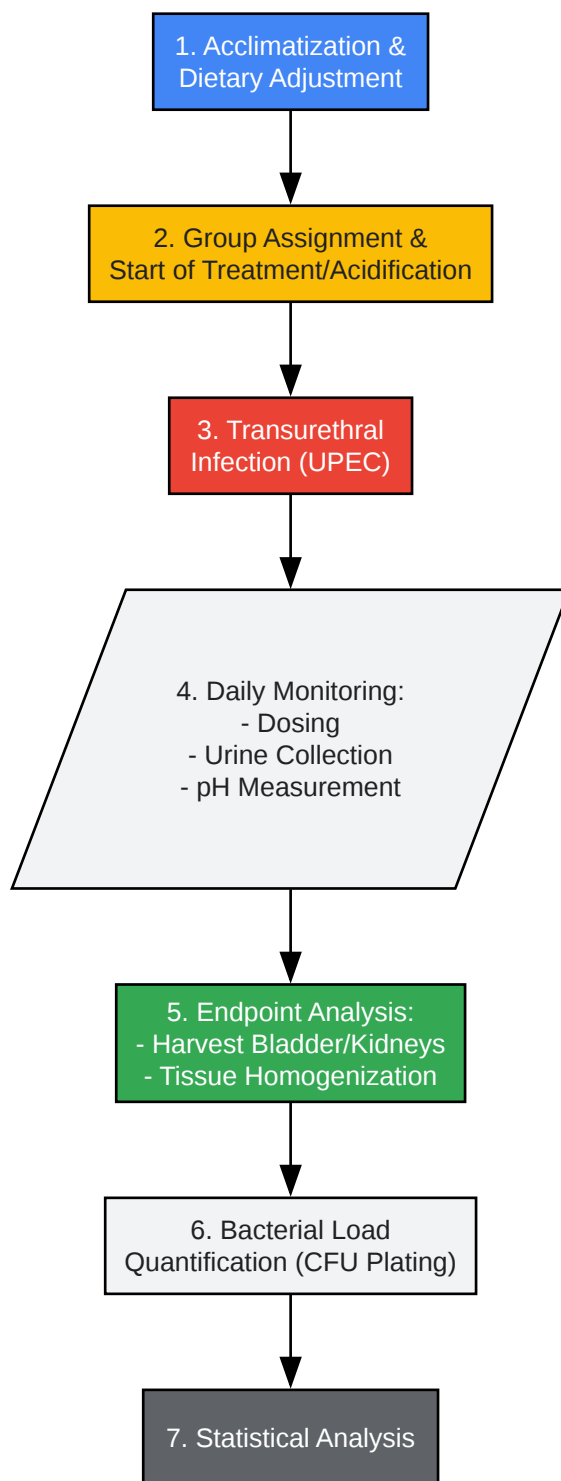 1. Acclimatization &
Dietary Adjustment
2. Group Assignment &
Start of Treatment/Acidification
3. Transurethral
Infection (UPEC)
4. Daily Monitoring:
- Dosing
- Urine Collection
- pH Measurement
5. Endpoint Analysis:
- Harvest Bladder/Kidneys
- Tissue Homogenization
6. Bacterial Load
Quantification (CFU Plating)
7. Statistical Analysis